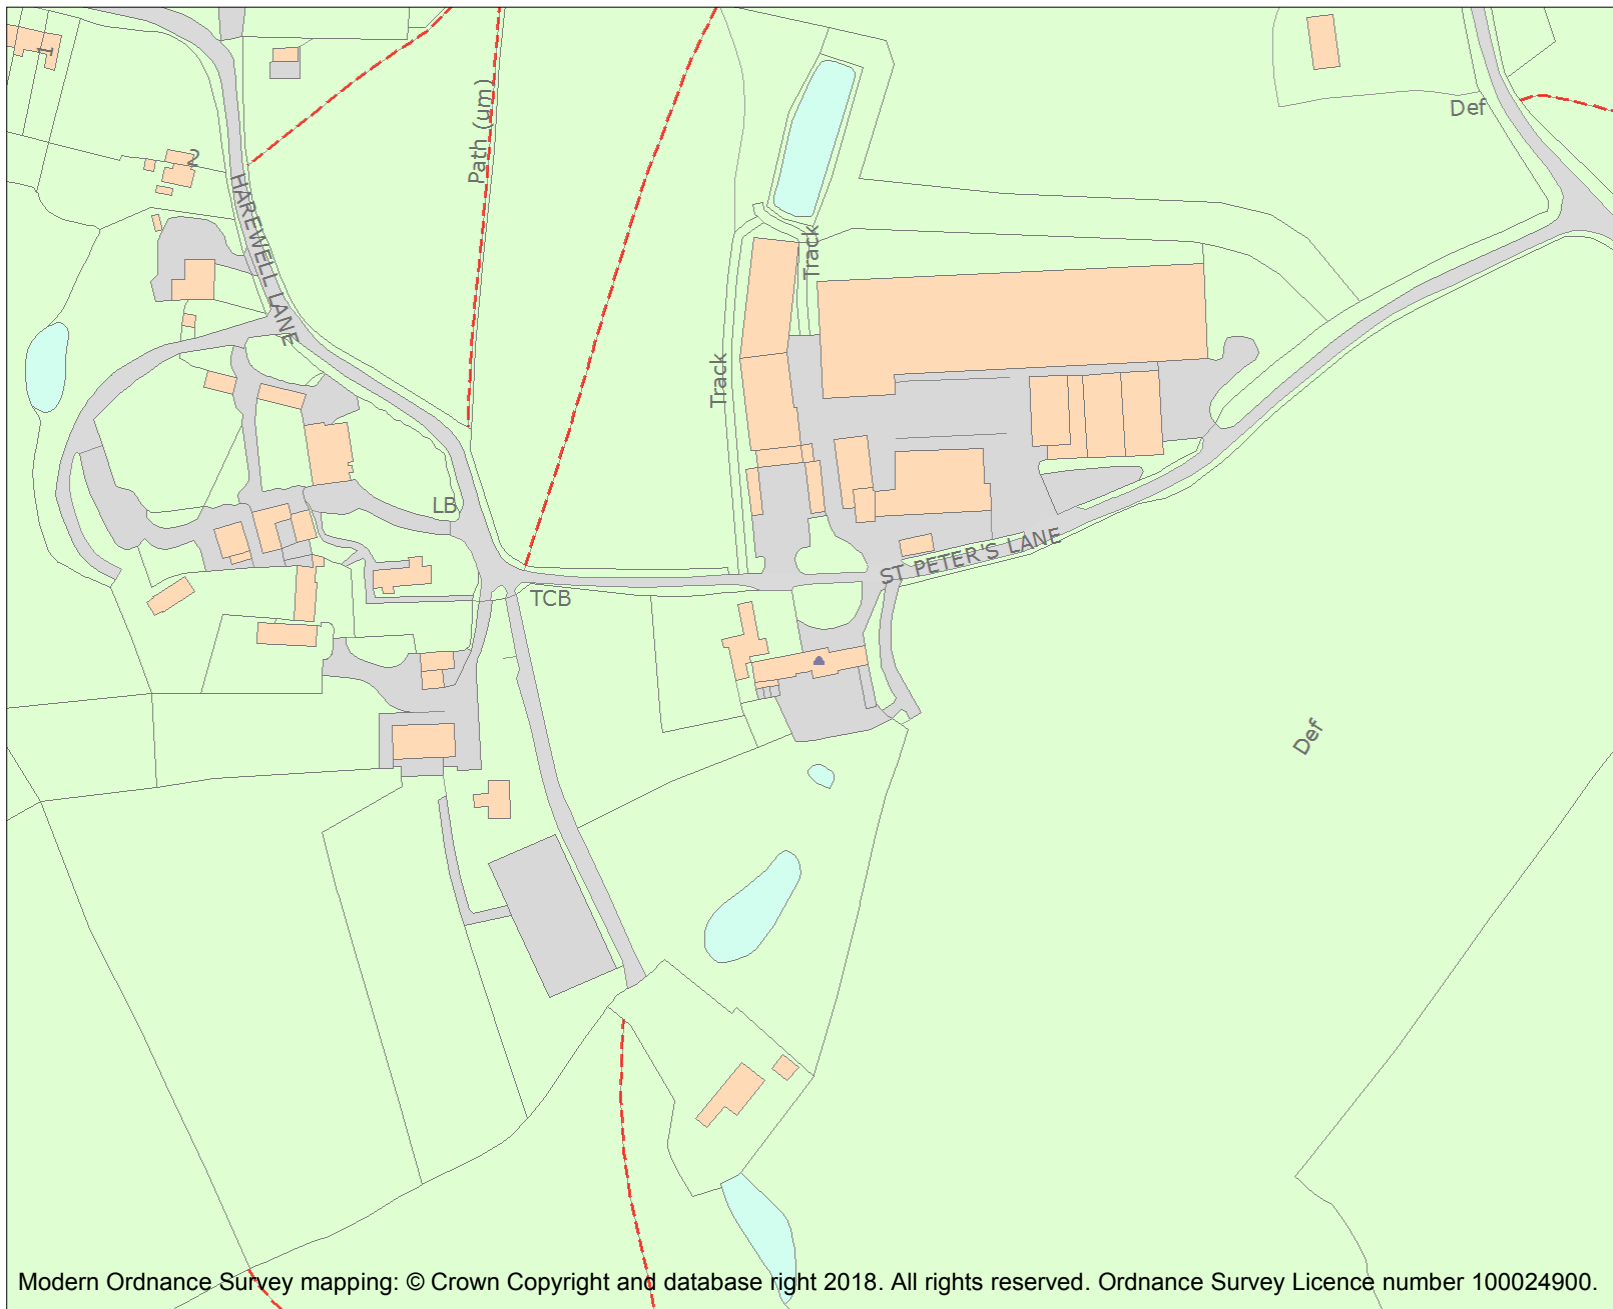 1
Path (um)
Def
2
HAREWELL LANE
Track
Track
LB
ST PETER'S LANE
TCB
Def
Modern Ordnance Survey mapping: © Crown Copyright and database right 2018. All rights reserved. Ordnance Survey Licence number 100024900.